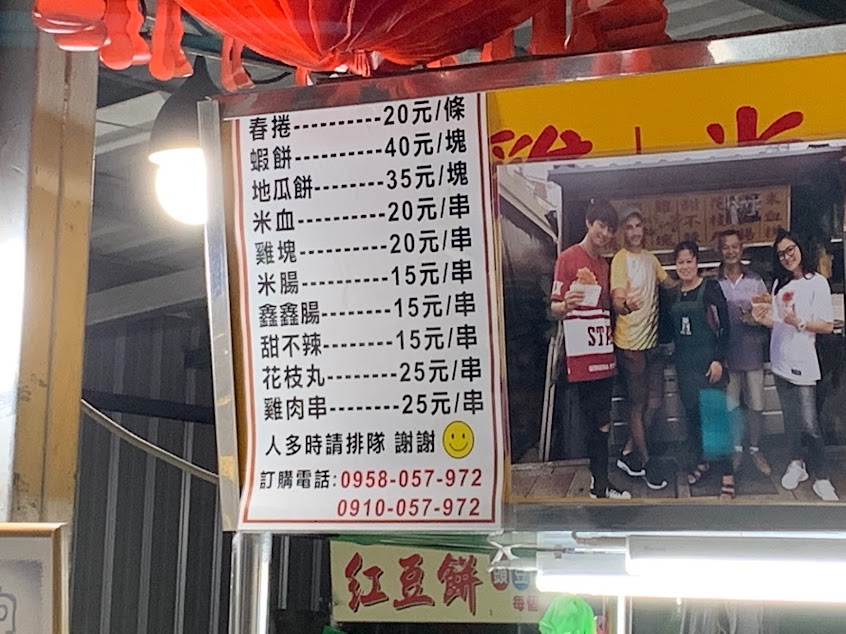 春捲----------20元/條
蝦餅----------40元/塊
地瓜餅--------35元/塊
米血----------20元/串
雞塊----------20元/串
米腸----------15元/串
鑫鑫腸--------15元/串
甜不辣--------15元/串
花枝丸--------25元/串
雞肉串--------25元/串
人多時請排隊 謝謝
訂購電話:0958-057-972
0910-057-972
STA
紅豆餅
每個